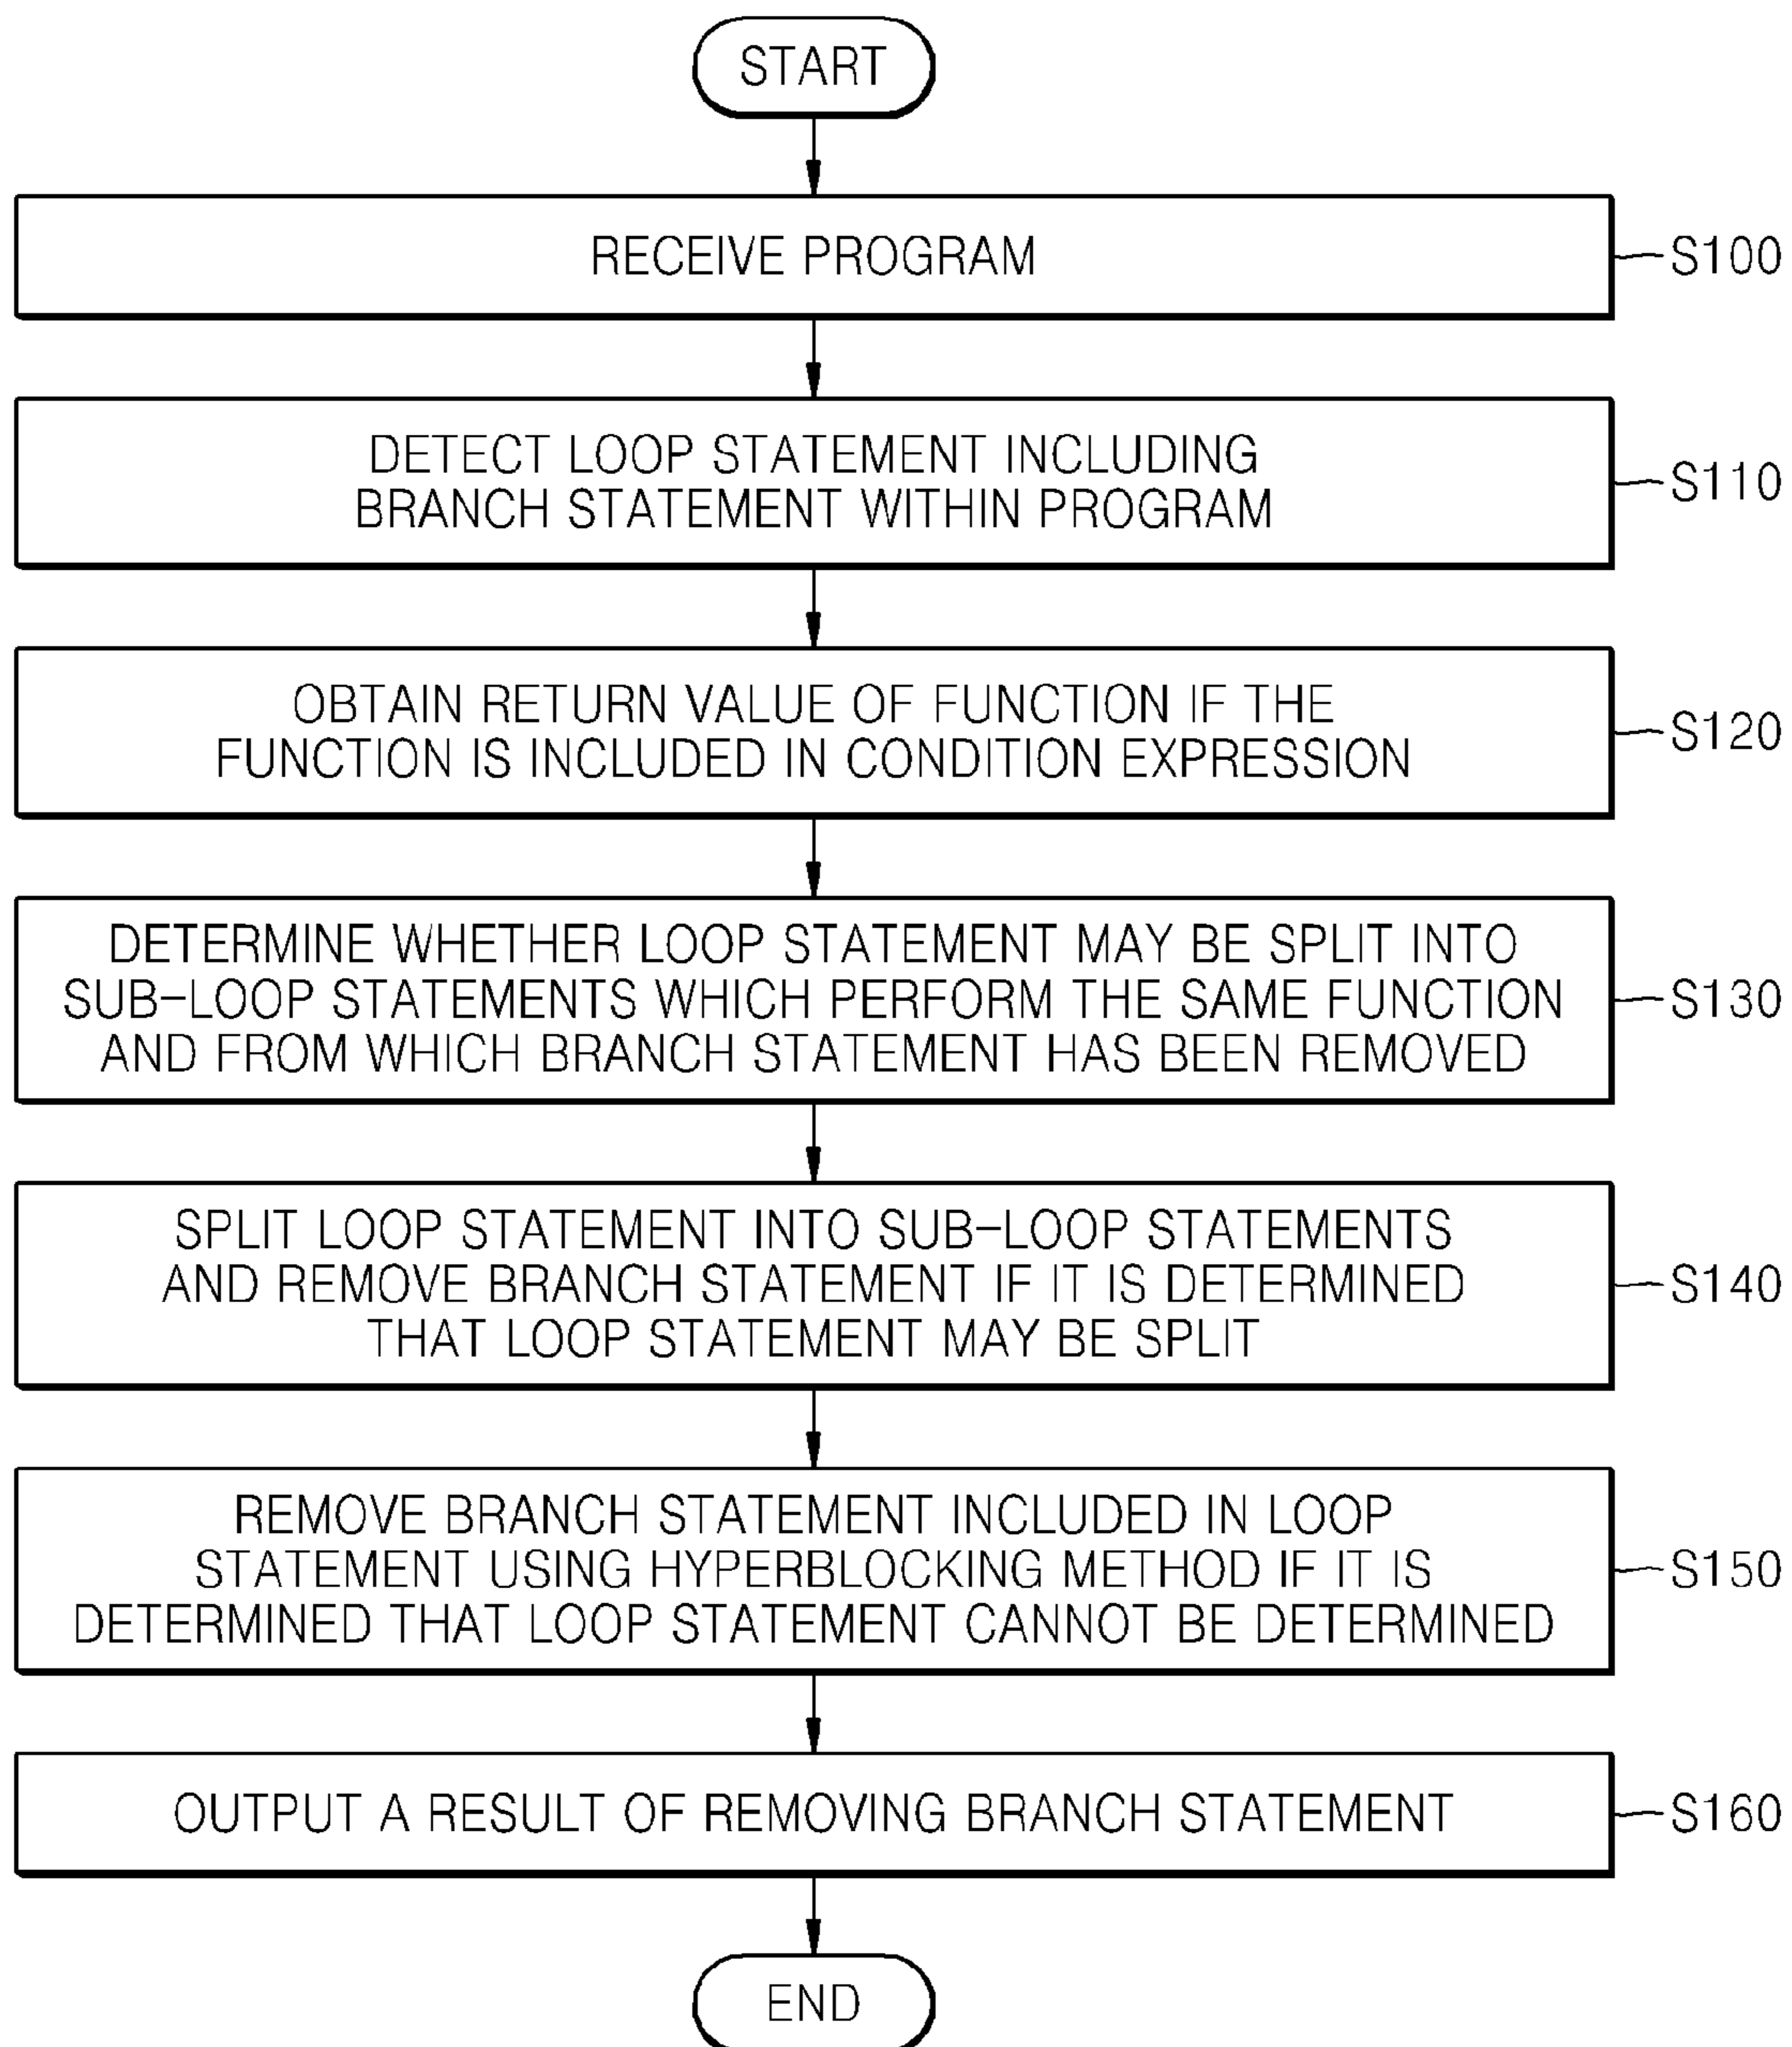 START
RECEIVE PROGRAM
S100
DETECT LOOP STATEMENT INCLUDING
BRANCH STATEMENT WITHIN PROGRAM
S110
OBTAIN RETURN VALUE OF FUNCTION IF THE
FUNCTION IS INCLUDED IN CONDITION EXPRESSION
S120
DETERMINE WHETHER LOOP STATEMENT MAY BE SPLIT INTO
SUB-LOOP STATEMENTS WHICH PERFORM THE SAME FUNCTION
AND FROM WHICH BRANCH STATEMENT HAS BEEN REMOVED
S130
SPLIT LOOP STATEMENT INTO SUB-LOOP STATEMENTS
AND REMOVE BRANCH STATEMENT IF IT IS DETERMINED
THAT LOOP STATEMENT MAY BE SPLIT
S140
REMOVE BRANCH STATEMENT INCLUDED IN LOOP
STATEMENT USING HYPERBLOCKING METHOD IF IT IS
DETERMINED THAT LOOP STATEMENT CANNOT BE DETERMINED
S150
OUTPUT A RESULT OF REMOVING BRANCH STATEMENT
S160
END